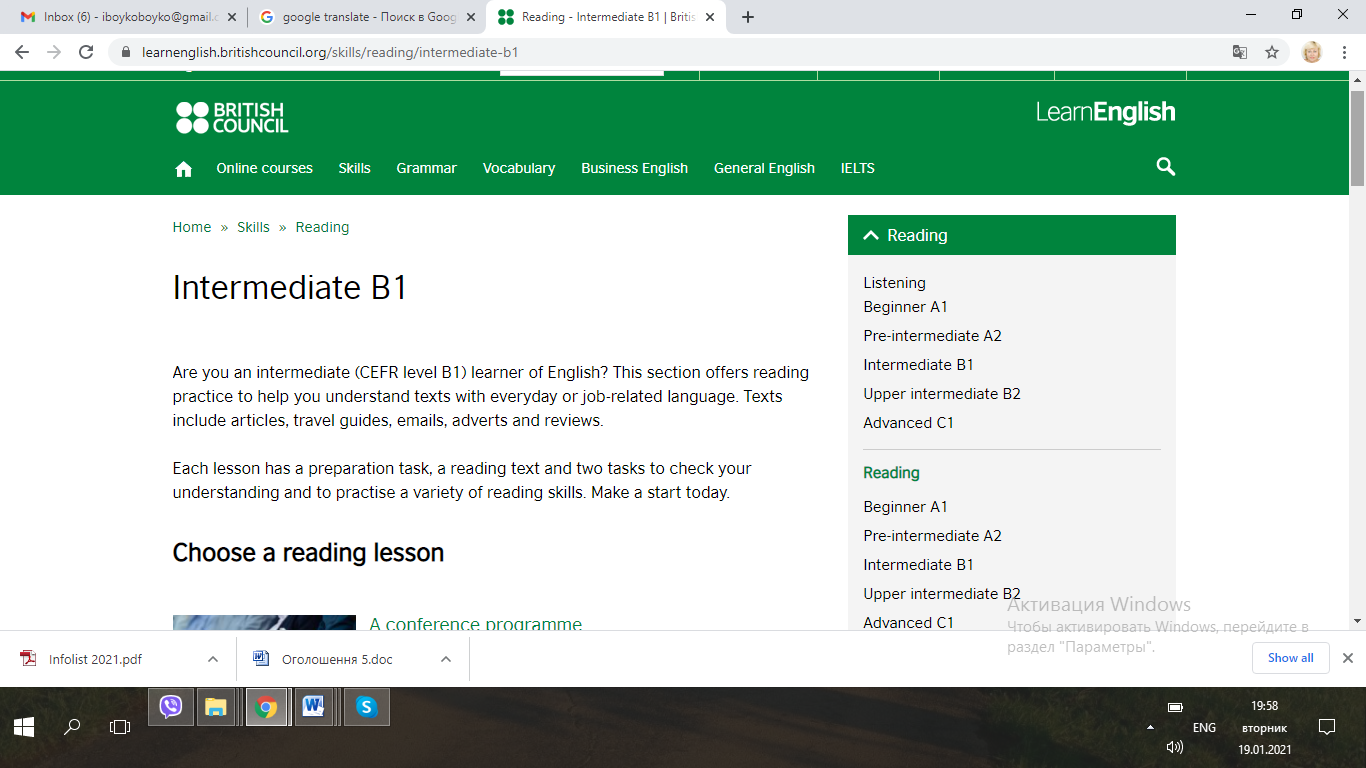 Inbox (6) - iboykoboyko@gmail.c
google translate - Поиск в Goog
Reading - Intermediate B1 | Britis
learnenglish.britishcouncil.org/skills/reading/intermediate-b1
BRITISH
COUNCIL
LearnEnglish
Online courses Skills Grammar Vocabulary Business English General English IELTS
Home » Skills » Reading
Intermediate B1
Are you an intermediate (CEFR level B1) learner of English? This section offers reading
practice to help you understand texts with everyday or job-related language. Texts
include articles, travel guides, emails, adverts and reviews.
Each lesson has a preparation task, a reading text and two tasks to check your
understanding and to practise a variety of reading skills. Make a start today.
Choose a reading lesson
A conference programme
Reading
Listening
Beginner A1
Pre-intermediate A2
Intermediate B1
Upper intermediate B2
Advanced C1
Reading
Beginner A1
Pre-intermediate A2
Intermediate B1
Upper intermediate B2
Advanced C1
Активация Windows
Чтобы активировать Windows, перейдите в
раздел "Параметры".
Infolist 2021.pdf
Оголошення 5.doc
Show all
ENG
19:58
вторник
19.01.2021